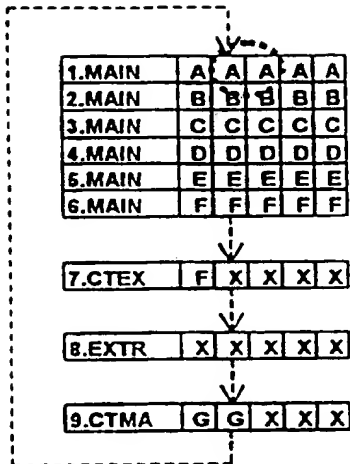 1.MAIN A A A A A
2.MAIN B B B B B
3.MAIN C C C C C
4.MAIN D D D D D
5.MAIN E E E E E
6.MAIN F F F F F
7.CTEX F X X X X
8.EXTR X X X X X
9.CTMA G G X X X